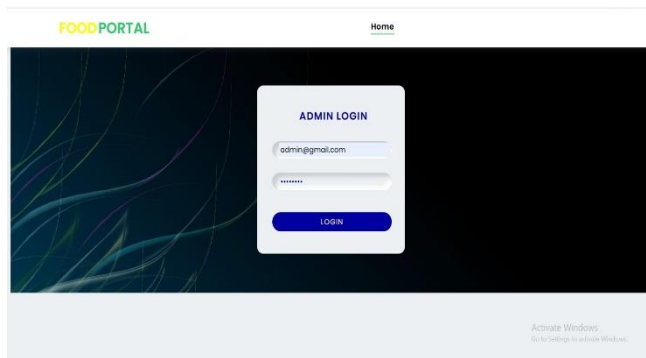 FOODPORTAL
Home
ADMIN LOGIN
admin@gmail.com
••••••••
LOGIN
Activate Windows
Go to Settings to activate Windows.